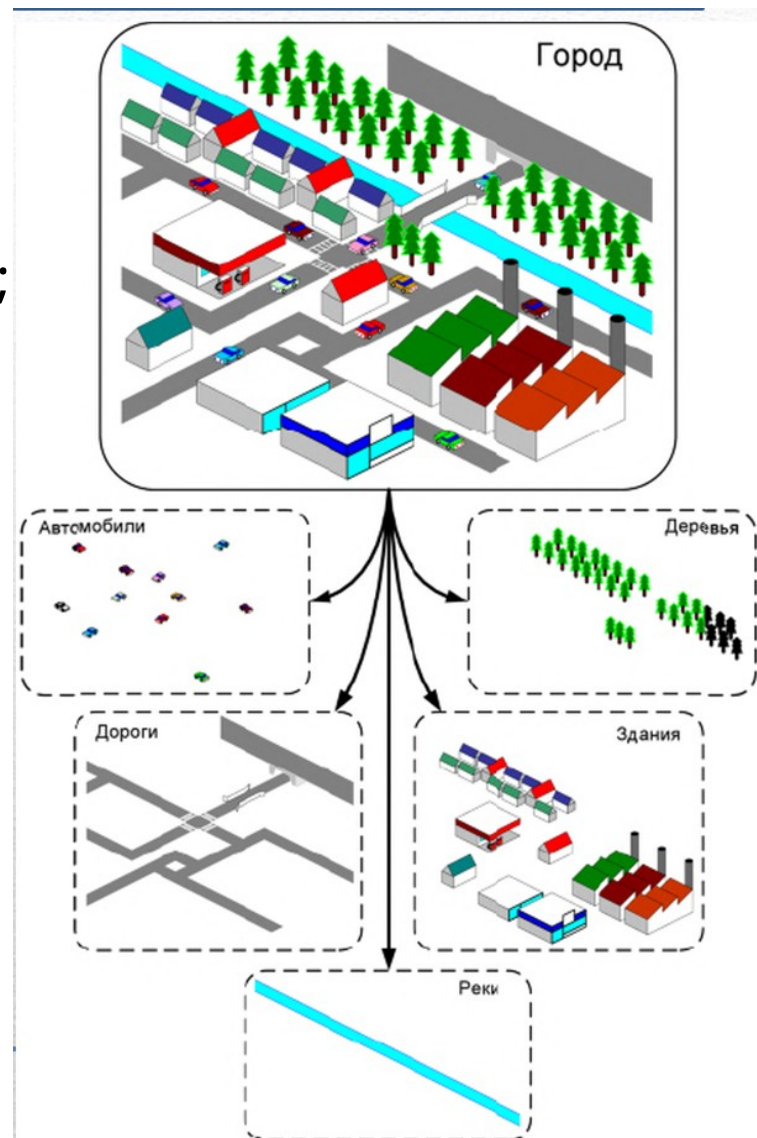 Город
;
Автомобили
Деревья
Дороги
Здания
Реки